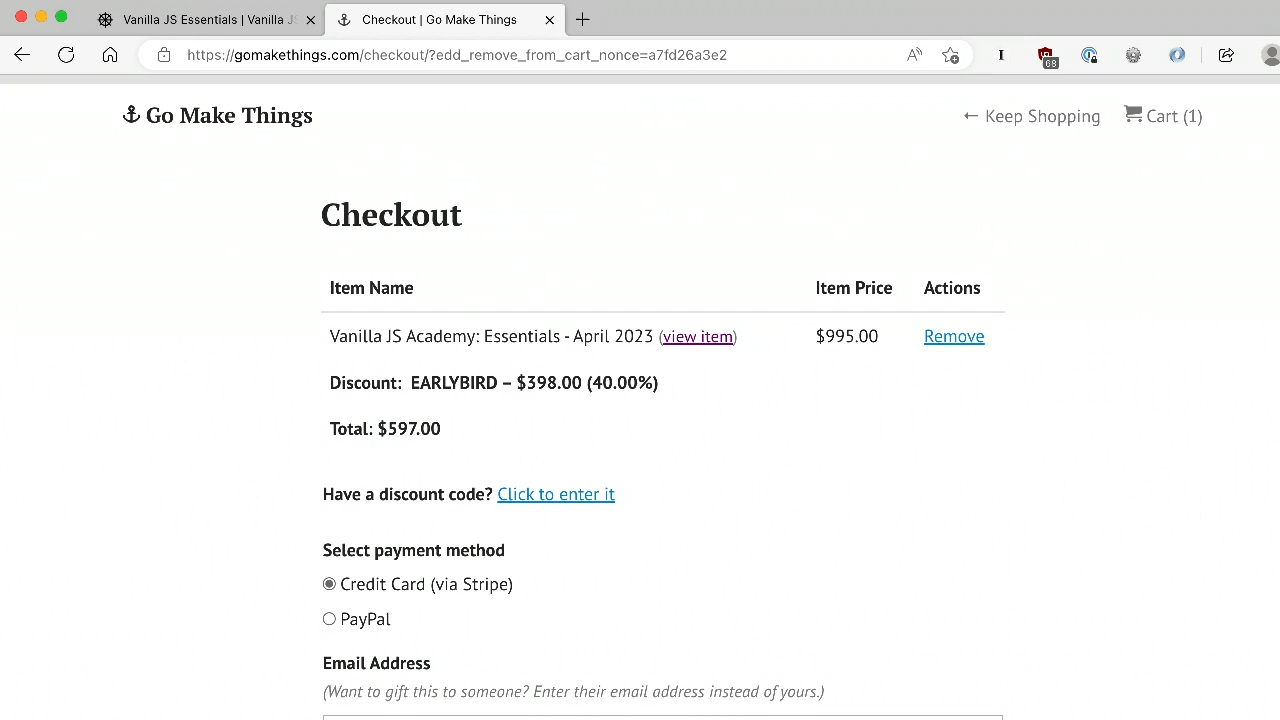 Vanilla JS Essentials | Vanilla JS
Checkout | Go Make Things
https://gomakethings.com/checkout/?edd_remove_from_cart_nonce=a7fd26a3e2
68
Go Make Things
← Keep Shopping
Cart (1)
Checkout
Item Name Item Price Actions
Vanilla JS Academy: Essentials - April 2023 (view item) $995.00 Remove
Discount: EARLYBIRD – $398.00 (40.00%)
Total: $597.00
Have a discount code? Click to enter it
Select payment method
Credit Card (via Stripe)
PayPal
Email Address
(Want to gift this to someone? Enter their email address instead of yours.)